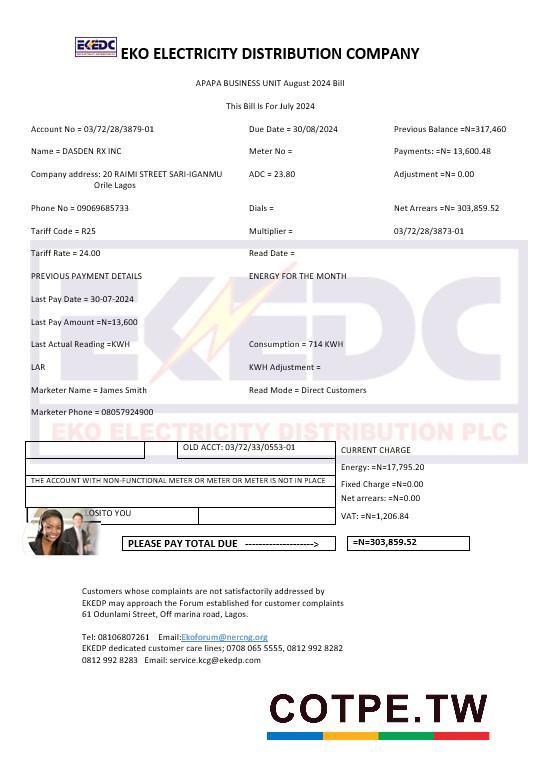 EKEDC EKO ELECTRICITY DISTRIBUTION COMPANY
APAPA BUSINESS UNIT August 2024 Bill
This Bill Is For July 2024
Account No = 03/72/28/3879-01 Due Date = 30/08/2024 Previous Balance =N=317,460
Name = DASDEN RX INC Meter No = Payments: =N= 13,600.48
Company address: 20 RAIMI STREET SARI-IGANMU ADC = 23.80 Adjustment =N= 0.00
Orile Lagos
Phone No = 09069685733 Dials = Net Arrears =N= 303,859.52
Tariff Code = R25 Multiplier = 03/72/28/3873-01
Tariff Rate = 24.00 Read Date =
PREVIOUS PAYMENT DETAILS ENERGY FOR THE MONTH
Last Pay Date = 30-07-2024
Last Pay Amount =N=13,600
Last Actual Reading =KWH Consumption = 714 KWH
LAR KWH Adjustment =
Marketer Name = James Smith Read Mode = Direct Customers
Marketer Phone = 08057924900
EKEDC
EKO ELECTRICITY DISTRIBUTION PLC
OLD ACCT: 03/72/33/0553-01 CURRENT CHARGE
Energy: =N=17,795.20
THE ACCOUNT WITH NON-FUNCTIONAL METER OR METER OR METER IS NOT IN PLACE Fixed Charge =N=0.00
Net arrears: =N=0.00
LOSITO YOU VAT: =N=1,206.84
PLEASE PAY TOTAL DUE --------------------> =N=303,859.52
Customers whose complaints are not satisfactorily addressed by
EKEDP may approach the Forum established for customer complaints
61 Odunlami Street, Off marina road, Lagos.
Tel: 08106807261 Email:Ekoforum@nercng.org
EKEDP dedicated customer care lines; 0708 065 5555, 0812 992 8282
0812 992 8283 Email: service.kcg@ekedp.com
COTPE.TW